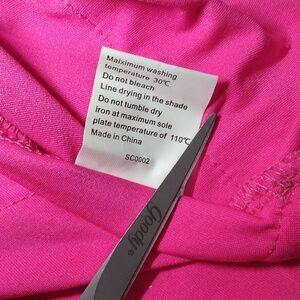 Maiximum washing
temperature 30℃
Do not bleach
Line drying in the shade
Do not tumble dry
iron at maximum sole
plate temperature of 110℃
Made in China
SC0002
Goody®